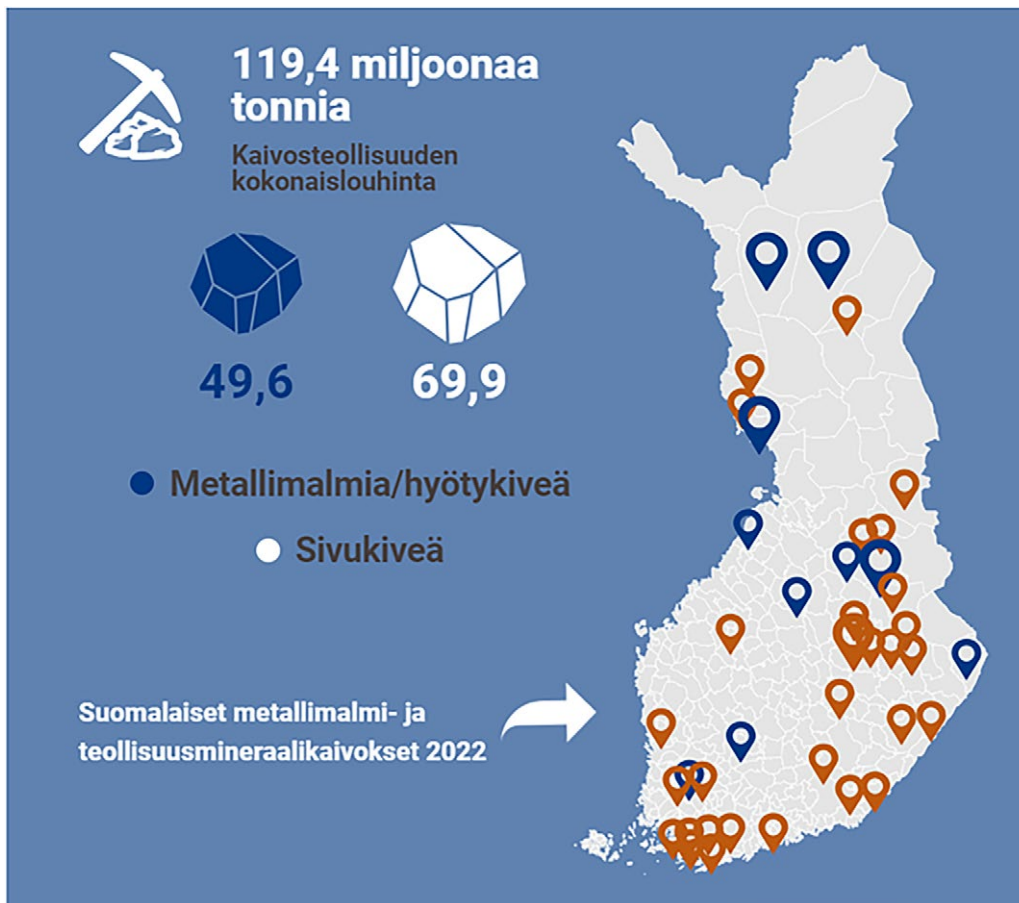 119,4 miljoonaa
tonnia
Kaivosteollisuuden
kokonaislouhinta
49,6
69,9
Metallimalmia/hyötykiveä
Sivukiveä
Suomalaiset metallimalmi- ja
teollisuusmineraalikaivokset 2022